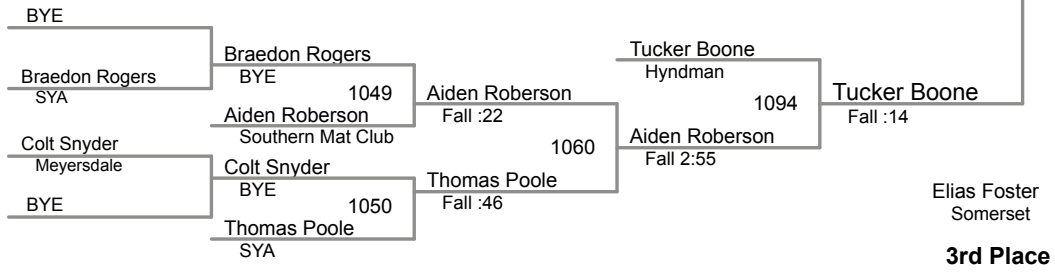 BYE
Braedon Rogers
SYA
Colt Snyder
Meyersdale
BYE
Braedon Rogers
BYE
1049
Aiden Roberson
Southern Mat Club
Colt Snyder
BYE
1050
Thomas Poole
SYA
Aiden Roberson
Fall :22
1060
Thomas Poole
Fall :46
Tucker Boone
Hyndman
1094
Aiden Roberson
Fall 2:55
Tucker Boone
Fall :14
Elias Foster
Somerset
3rd Place